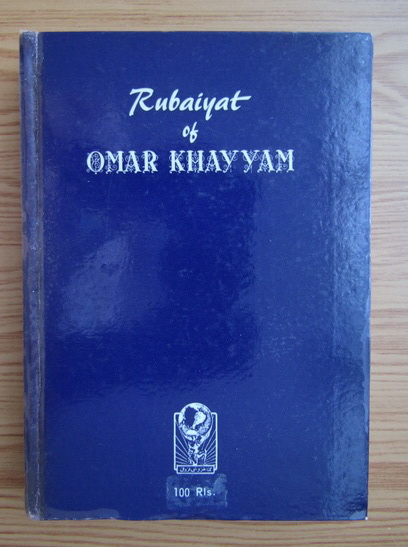 Rubaiyat
of
OMAR KHAYYAM
100 Rls.